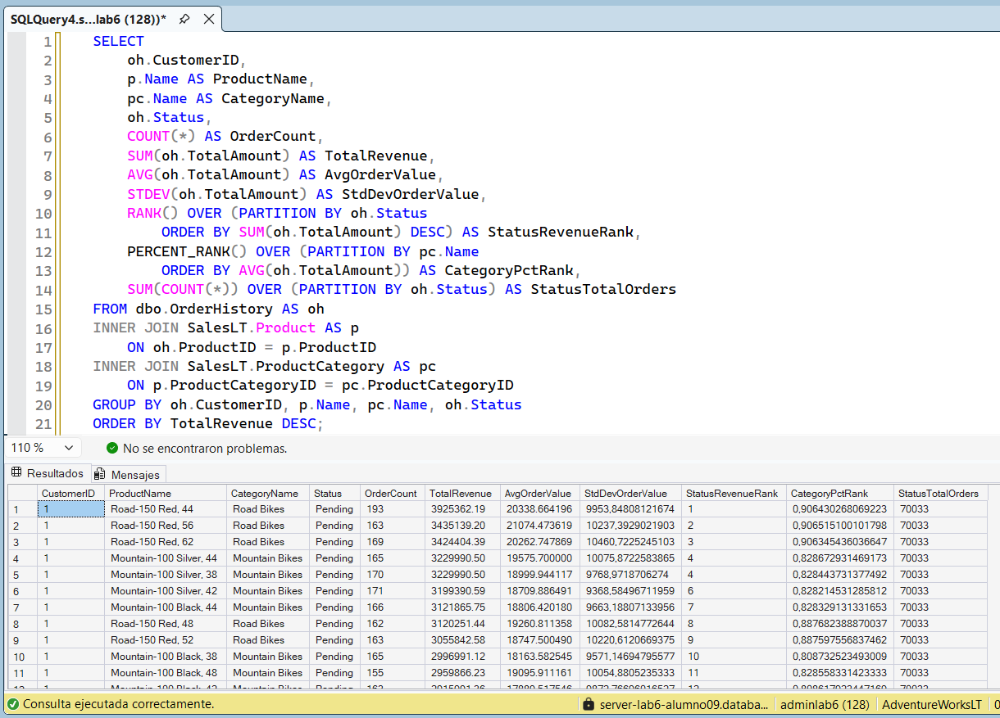 SQLQuery4.s...lab6 (128))*
1 SELECT
2 oh.CustomerID,
3 p.Name AS ProductName,
4 pc.Name AS CategoryName,
5 oh.Status,
6 COUNT(*) AS OrderCount,
7 SUM(oh.TotalAmount) AS TotalRevenue,
8 AVG(oh.TotalAmount) AS AvgOrderValue,
9 STDEV(oh.TotalAmount) AS StdDevOrderValue,
10 RANK() OVER (PARTITION BY oh.Status
11 ORDER BY SUM(oh.TotalAmount) DESC) AS StatusRevenueRank,
12 PERCENT_RANK() OVER (PARTITION BY pc.Name
13 ORDER BY AVG(oh.TotalAmount)) AS CategoryPctRank,
14 SUM(COUNT(*)) OVER (PARTITION BY oh.Status) AS StatusTotalOrders
15 FROM dbo.OrderHistory AS oh
16 INNER JOIN SalesLT.Product AS p
17 ON oh.ProductID = p.ProductID
18 INNER JOIN SalesLT.ProductCategory AS pc
19 ON p.ProductCategoryID = pc.ProductCategoryID
20 GROUP BY oh.CustomerID, p.Name, pc.Name, oh.Status
21 ORDER BY TotalRevenue DESC;
110 % No se encontraron problemas.
Resultados Mensajes
CustomerID ProductName CategoryName Status OrderCount TotalRevenue AvgOrderValue StdDevOrderValue StatusRevenueRank CategoryPctRank StatusTotalOrders
1 1 Road-150 Red, 44 Road Bikes Pending 193 3925362.19 20338.664196 9953,84808121674 1 0,906430268069223 70033
2 1 Road-150 Red, 56 Road Bikes Pending 163 3435139.20 21074.473619 10237,3929021903 2 0,906515100101798 70033
3 1 Road-150 Red, 62 Road Bikes Pending 169 3424404.39 20262.747869 10460,7225245103 3 0,906345436036647 70033
4 1 Mountain-100 Silver, 44 Mountain Bikes Pending 165 3229990.50 19575.700000 10075,8722583865 4 0,828672931469173 70033
5 1 Mountain-100 Silver, 38 Mountain Bikes Pending 170 3229990.50 18999.944117 9768,9718706274 4 0,828443731377492 70033
6 1 Mountain-100 Silver, 42 Mountain Bikes Pending 171 3199390.59 18709.886491 9368,58496711959 6 0,828214531285812 70033
7 1 Mountain-100 Black, 44 Mountain Bikes Pending 166 3121865.75 18806.420180 9663,18807133956 7 0,828329131331653 70033
8 1 Road-150 Red, 48 Road Bikes Pending 162 3120251.44 19260.811358 10082,5814772644 8 0,887682388870037 70033
9 1 Road-150 Red, 52 Road Bikes Pending 163 3055842.58 18747.500490 10220,6120669375 9 0,887597556837462 70033
10 1 Mountain-100 Black, 38 Mountain Bikes Pending 165 2996991.12 18163.582545 9571,14694795577 10 0,808732523493009 70033
11 1 Mountain-100 Black, 48 Mountain Bikes Pending 155 2959866.23 19095.911161 10054,8805235333 11 0,828558331423333 70033
Consulta ejecutada correctamente. server-lab6-alumno09.databa... adminlab6 (128) AdventureWorksLT